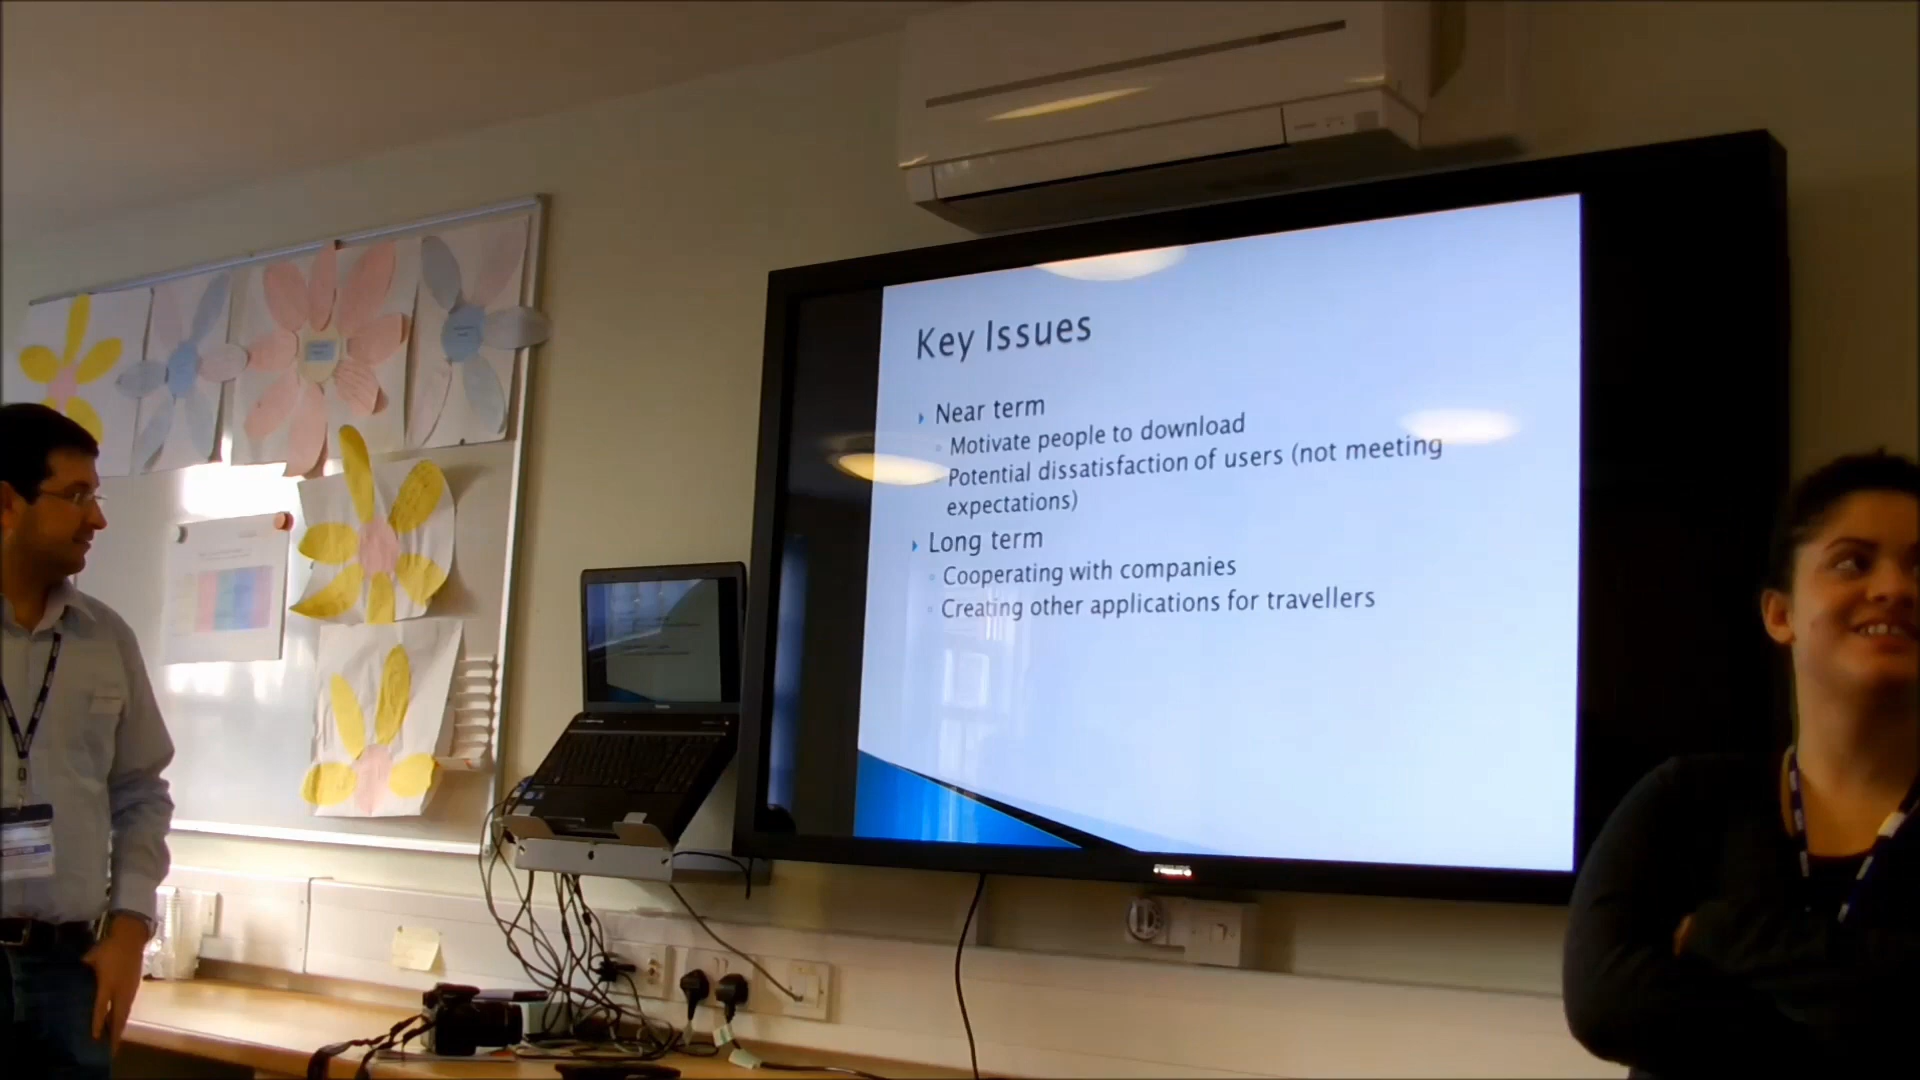 Key Issues
Near term
Motivate people to download
Potential dissatisfaction of users (not meeting
expectations)
Long term
Cooperating with companies
Creating other applications for travellers
PHILIPS